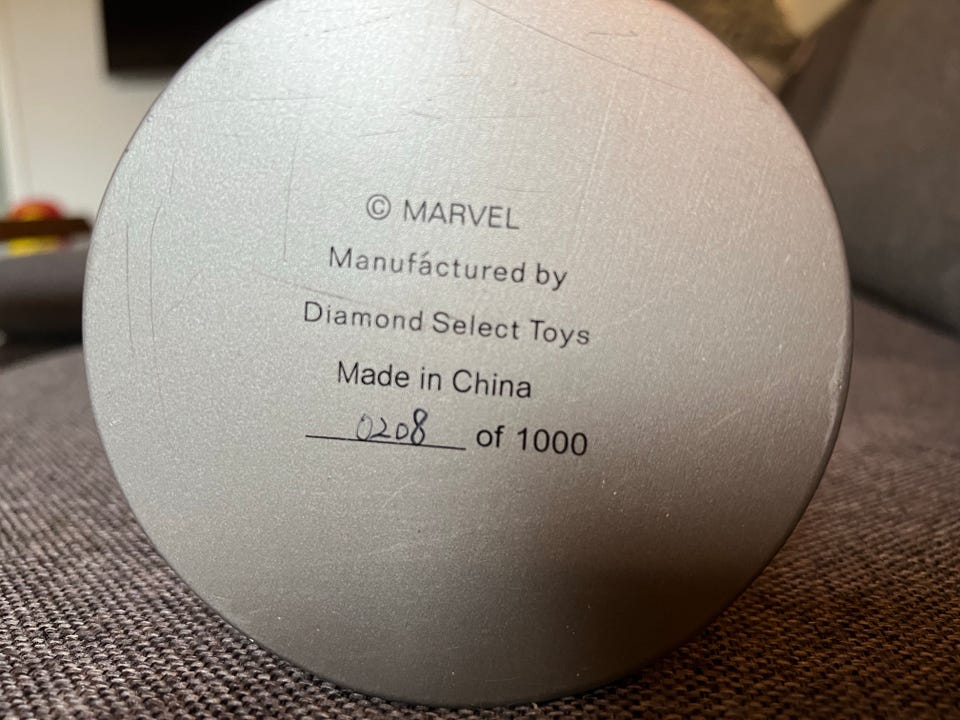 © MARVEL
Manufactured by
Diamond Select Toys
Made in China
0208 of 1000